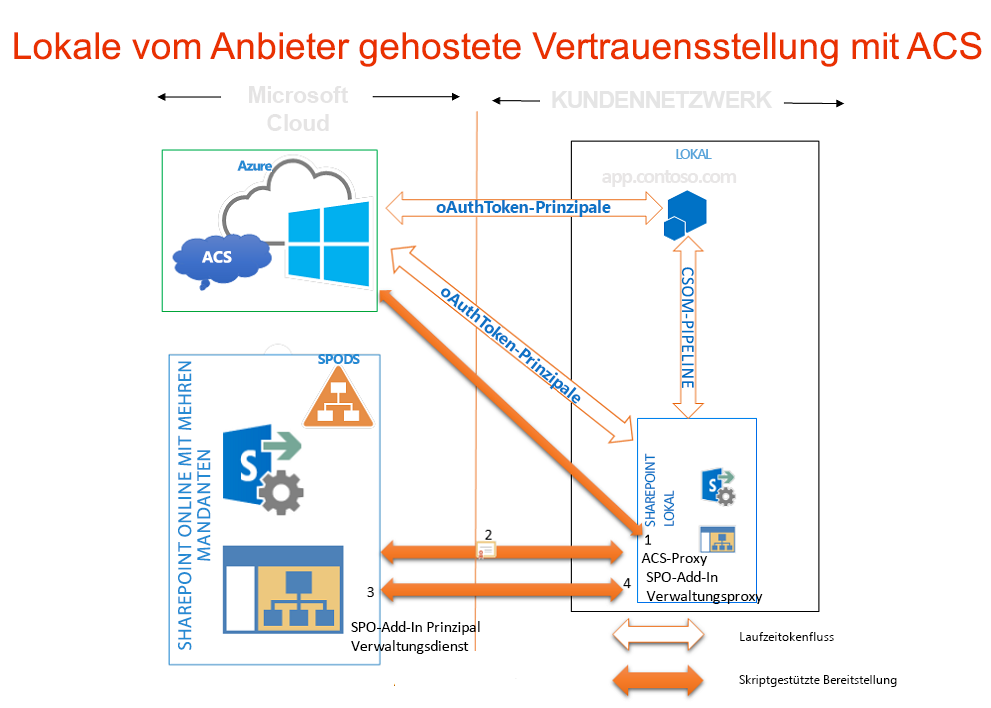 Lokale vom Anbieter gehostete Vertrauensstellung mit ACS
Microsoft
Cloud
KUNDENNETZWERK
Azure
ACS
LOKAL
app.contoso.com
oAuthToken-Prinzipale
oAuthToken-Prinzipale
CSOM-PIPELINE
SPODS
SHAREPOINT ONLINE MIT MEHREN
MANDANTEN
S
SHAREPOINT
LOKAL
S
1
ACS-Proxy
SPO-Add-In
Verwaltungsproxy
2
3
4
SPO-Add-In Prinzipal
Verwaltungsdienst
Laufzeitokenfluss
Skriptgestützte Bereitstellung